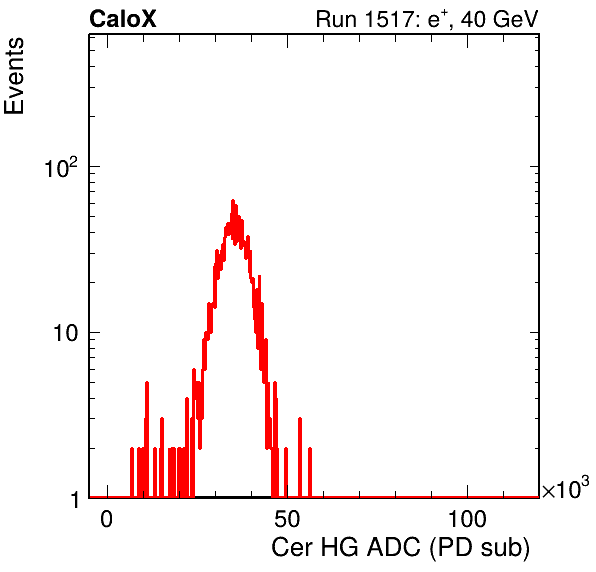 CaloX Run 1517: e⁺, 40 GeV
Events
10²
10
1
0 50 100 ×10³
Cer HG ADC (PD sub)